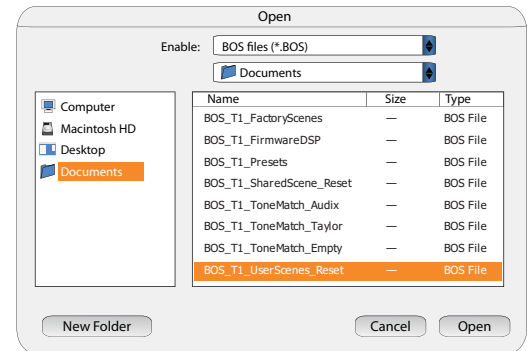 Open
Enable: BOS files (*.BOS)
Documents
Computer
Macintosh HD
Desktop
Documents
Name Size Type
BOS_T1_FactoryScenes — BOS File
BOS_T1_FirmwareDSP — BOS File
BOS_T1_Presets — BOS File
BOS_T1_SharedScene_Reset — BOS File
BOS_T1_ToneMatch_Audix — BOS File
BOS_T1_ToneMatch_Taylor — BOS File
BOS_T1_ToneMatch_Empty — BOS File
BOS_T1_UserScenes_Reset — BOS File
New Folder Cancel Open